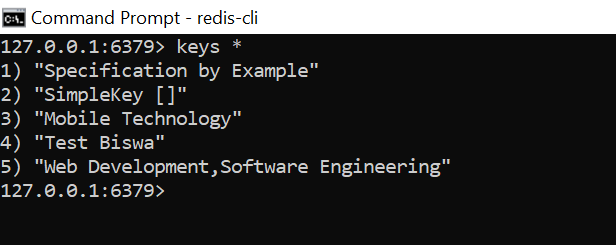 C:\. Command Prompt - redis-cli
127.0.0.1:6379> keys *
1) "Specification by Example"
2) "SimpleKey []"
3) "Mobile Technology"
4) "Test Biswa"
5) "Web Development,Software Engineering"
127.0.0.1:6379>